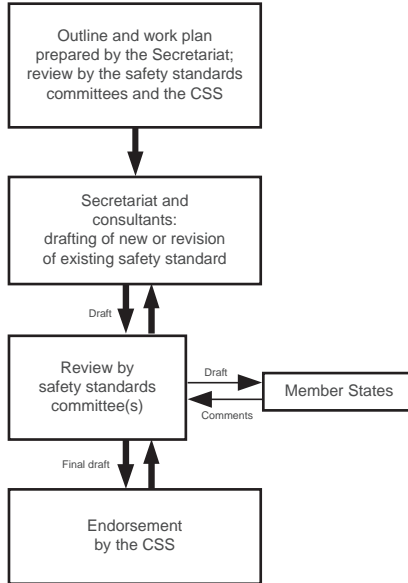 Outline and work plan
prepared by the Secretariat;
review by the safety standards
committees and the CSS
Secretariat and
consultants:
drafting of new or revision
of existing safety standard
Draft
Review by
safety standards
committee(s)
Draft
Member States
Comments
Final draft
Endorsement
by the CSS